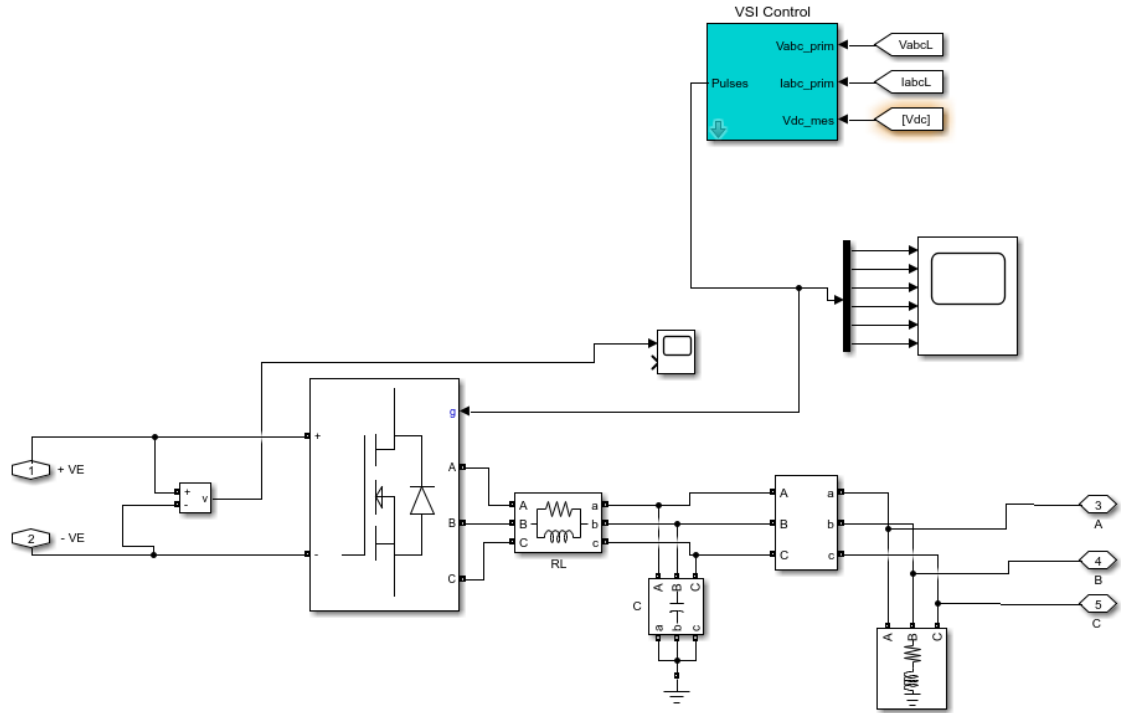 VSI Control
Vabc_prim
VabcL
Pulses
Iabc_prim
IabcL
Vdc_mes
[Vdc]
g
+
1
+ VE
A
+
-
v
A
a
A
a
3
A
B
B
b
B
b
2
- VE
-
C
c
C
c
4
B
RL
C
C
A
B
C
a
b
c
5
C
A
B
C